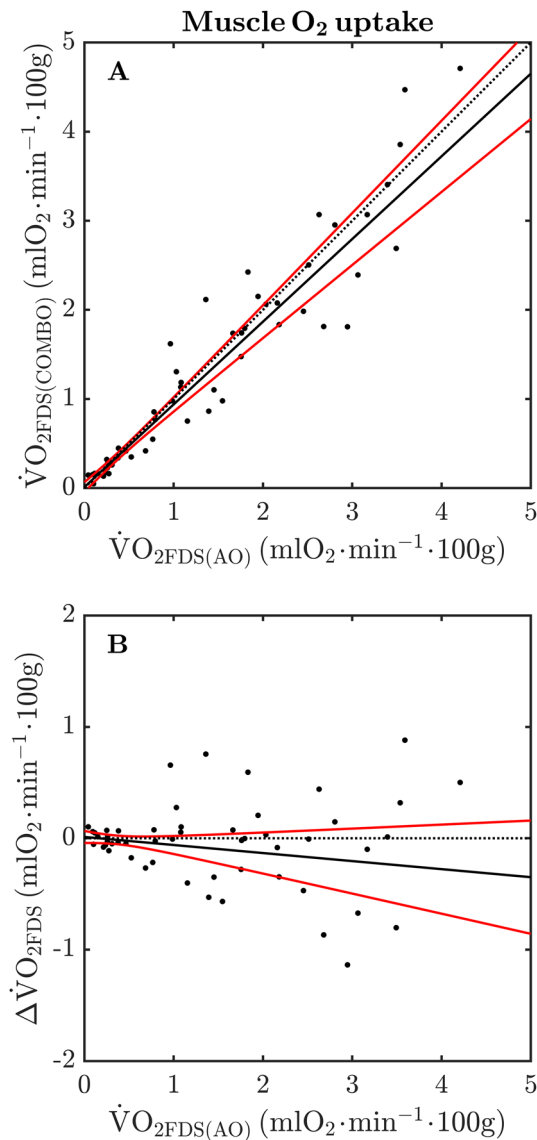 Muscle O₂ uptake
A
5
4
3
2
1
0
0 1 2 3 4 5
V̇O₂FDS(COMBO) (mlO₂·min⁻¹·100g)
V̇O₂FDS(AO) (mlO₂·min⁻¹·100g)
B
2
1
0
-1
-2
0 1 2 3 4 5
ΔV̇O₂FDS (mlO₂·min⁻¹·100g)
V̇O₂FDS(AO) (mlO₂·min⁻¹·100g)